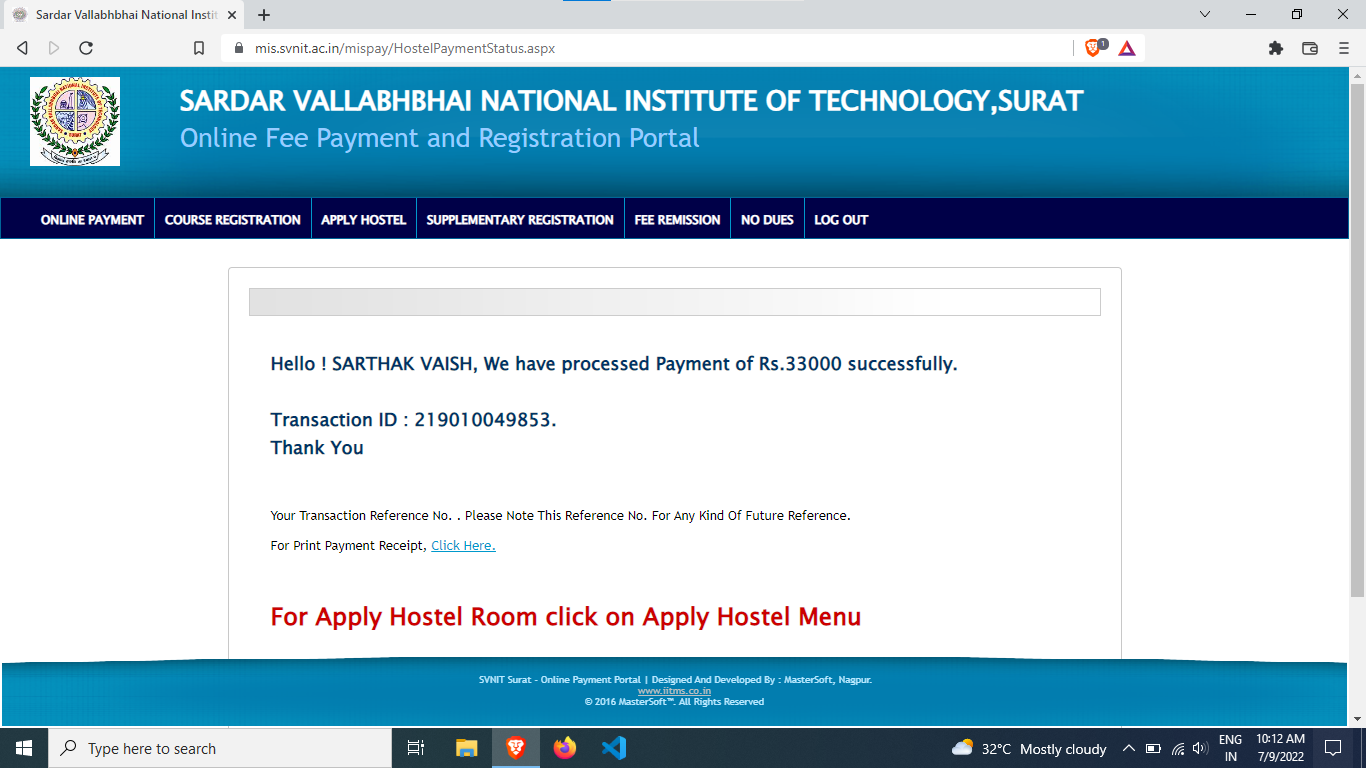 Sardar Vallabhbhai National Instit
mis.svnit.ac.in/mispay/HostelPaymentStatus.aspx
1
SARDAR VALLABHBHAI NATIONAL INSTITUTE OF TECHNOLOGY,SURAT
Online Fee Payment and Registration Portal
ONLINE PAYMENT COURSE REGISTRATION APPLY HOSTEL SUPPLEMENTARY REGISTRATION FEE REMISSION NO DUES LOG OUT
Hello ! SARTHAK VAISH, We have processed Payment of Rs.33000 successfully.
Transaction ID : 219010049853.
Thank You
Your Transaction Reference No. . Please Note This Reference No. For Any Kind Of Future Reference.
For Print Payment Receipt, Click Here.
For Apply Hostel Room click on Apply Hostel Menu
SVNIT Surat - Online Payment Portal | Designed And Developed By : MasterSoft, Nagpur.
www.iitms.co.in
© 2016 MasterSoft™. All Rights Reserved
Type here to search
32°C Mostly cloudy
ENG
IN
10:12 AM
7/9/2022